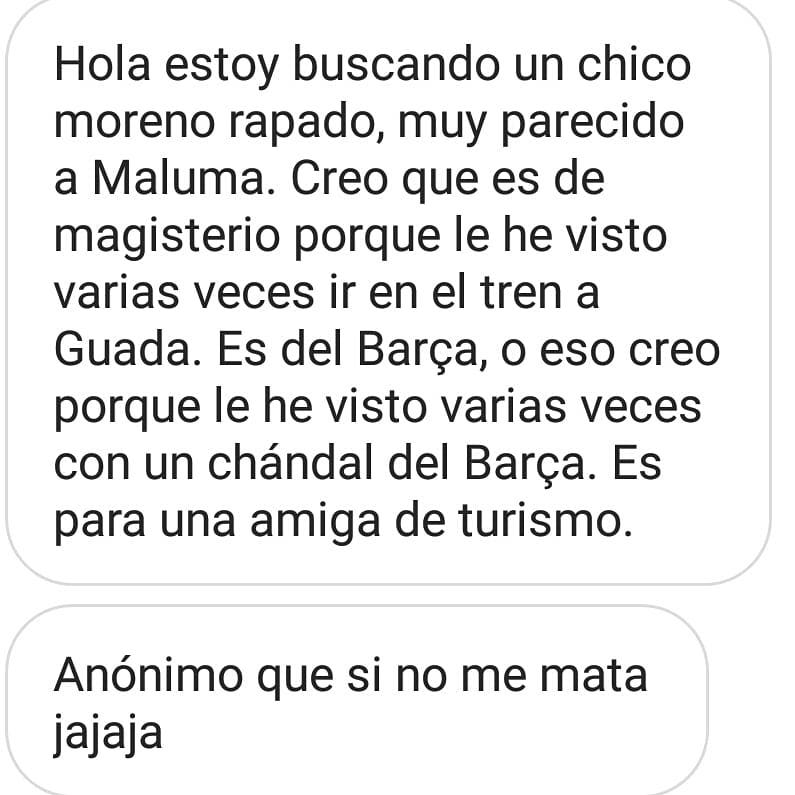 Hola estoy buscando un chico
moreno rapado, muy parecido
a Maluma. Creo que es de
magisterio porque le he visto
varias veces ir en el tren a
Guada. Es del Barça, o eso creo
porque le he visto varias veces
con un chándal del Barça. Es
para una amiga de turismo.
Anónimo que si no me mata
jajaja